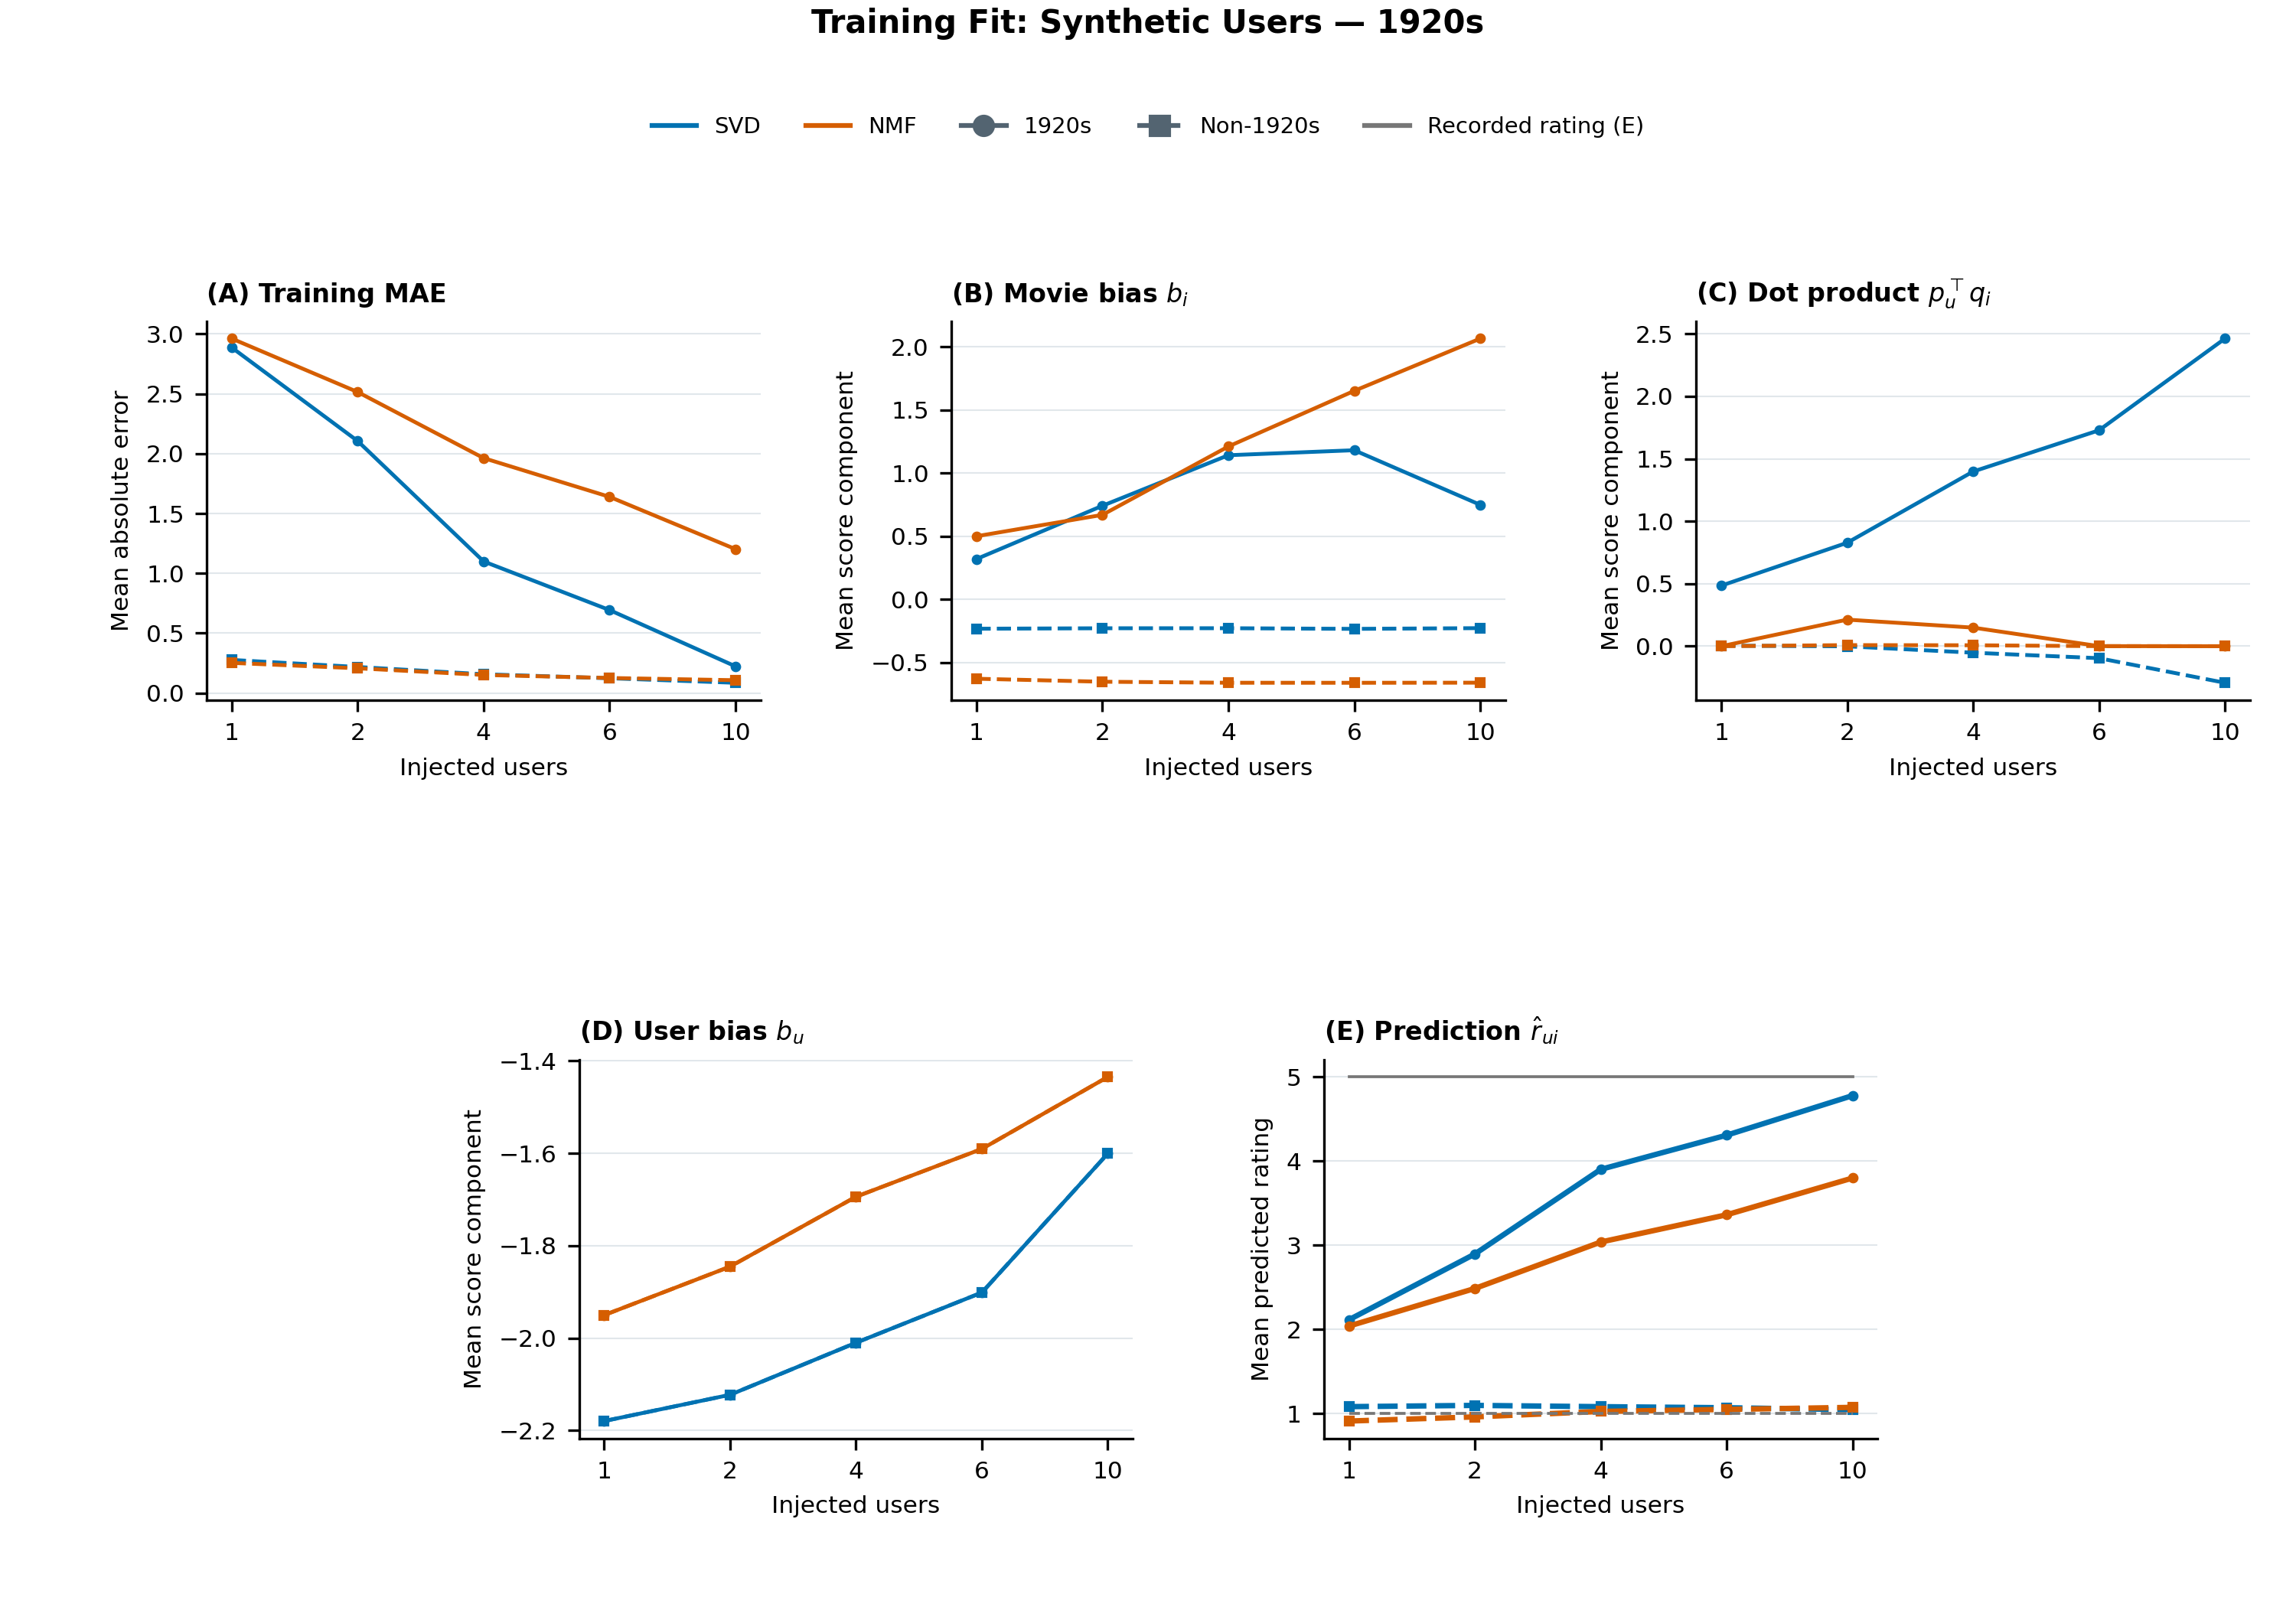 Training Fit: Synthetic Users — 1920s
SVD NMF 1920s Non-1920s Recorded rating (E)
(A) Training MAE
Mean absolute error
3.0
2.5
2.0
1.5
1.0
0.5
0.0
1 2 4 6 10
Injected users
(B) Movie bias b_i
Mean score component
2.0
1.5
1.0
0.5
0.0
−0.5
1 2 4 6 10
Injected users
(C) Dot product p_u^⊤ q_i
Mean score component
2.5
2.0
1.5
1.0
0.5
0.0
1 2 4 6 10
Injected users
(D) User bias b_u
Mean score component
−1.4
−1.6
−1.8
−2.0
−2.2
1 2 4 6 10
Injected users
(E) Prediction r̂_ui
Mean predicted rating
5
4
3
2
1
1 2 4 6 10
Injected users